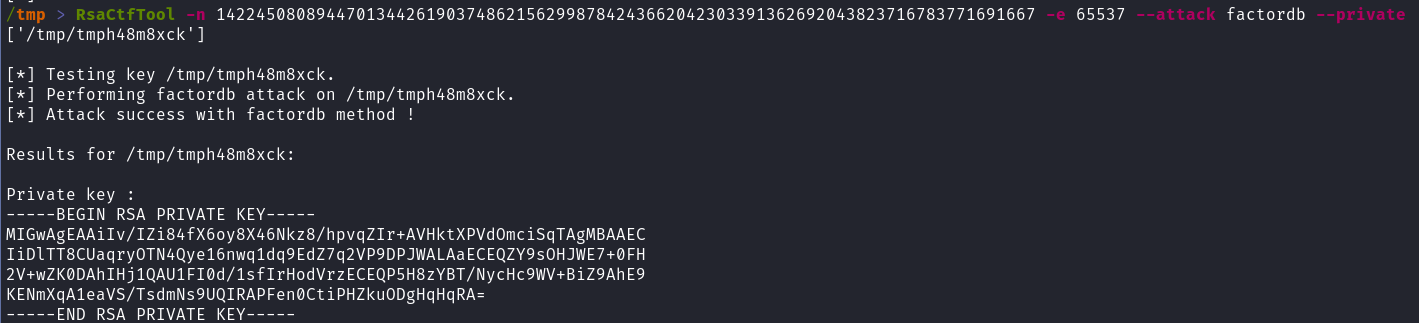 /tmp > RsaCtfTool -n 1422450808944701344261903748621562998784243662042303391362692043823716783771691667 -e 65537 --attack factordb --private
['/tmp/tmph48m8xck']
[*] Testing key /tmp/tmph48m8xck.
[*] Performing factordb attack on /tmp/tmph48m8xck.
[*] Attack success with factordb method !
Results for /tmp/tmph48m8xck:
Private key :
-----BEGIN RSA PRIVATE KEY-----
MIGwAgEAAiIv/IZi84fX6oy8X46Nkz8/hpvqZIr+AVHktXPVdOmciSqTAgMBAAEC
IiDlTT8CUaqryOTN4Qye16nwq1dq9EdZ7q2VP9DPJWALAaECEQZY9sOHJWE7+0FH
2V+wZK0DAhIHj1QAU1FI0d/1sfIrHodVrzECEQP5H8zYBT/NycHc9WV+BiZ9AhE9
KENmXqA1eaVS/TsdmNs9UQIRAPFen0CtiPHZkuODgHqHqRA=
-----END RSA PRIVATE KEY-----